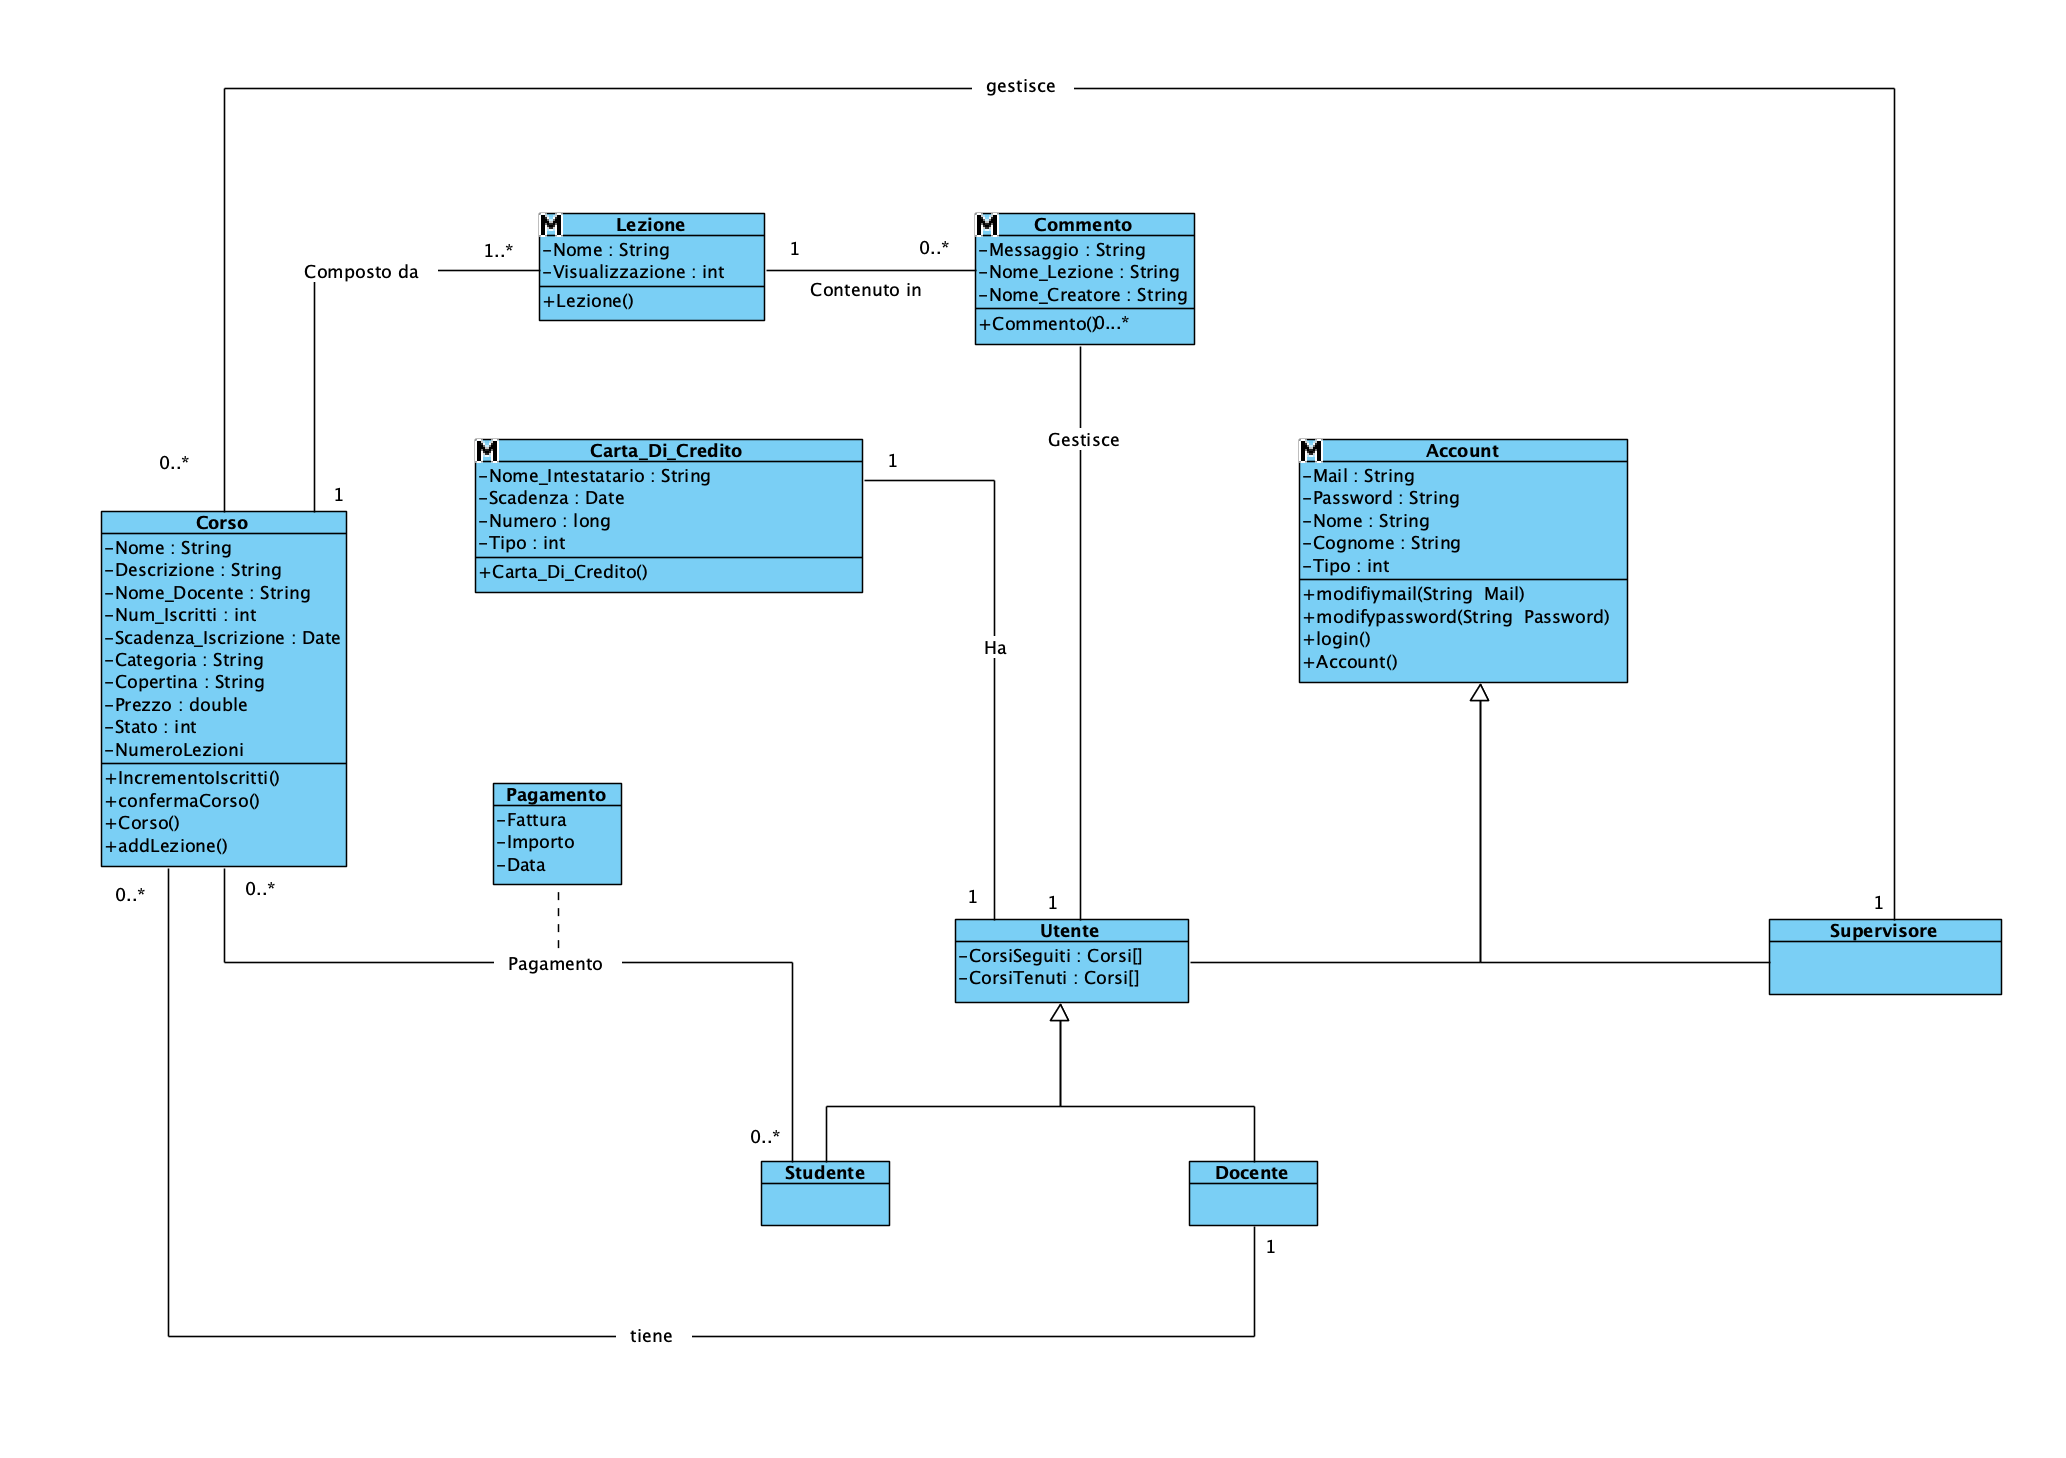 gestisce
M
Lezione
-Nome : String
-Visualizzazione : int
+Lezione()
1..*
Composto da
1
0..*
Contenuto in
M
Commento
-Messaggio : String
-Nome_Lezione : String
-Nome_Creatore : String
+Commento()
0...*
Gestisce
0..*
1
M
Carta_Di_Credito
-Nome_Intestatario : String
-Scadenza : Date
-Numero : long
-Tipo : int
+Carta_Di_Credito()
1
Ha
M
Account
-Mail : String
-Password : String
-Nome : String
-Cognome : String
-Tipo : int
+modifiymail(String Mail)
+modifypassword(String Password)
+login()
+Account()
Corso
-Nome : String
-Descrizione : String
-Nome_Docente : String
-Num_Iscritti : int
-Scadenza_Iscrizione : Date
-Categoria : String
-Copertina : String
-Prezzo : double
-Stato : int
-NumeroLezioni
+IncrementoIscritti()
+confermaCorso()
+Corso()
+addLezione()
0..*
0..*
Pagamento
-Fattura
-Importo
-Data
Pagamento
1
1
Utente
-CorsiSeguiti : Corsi[]
-CorsiTenuti : Corsi[]
1
Supervisore
0..*
Studente
Docente
1
tiene